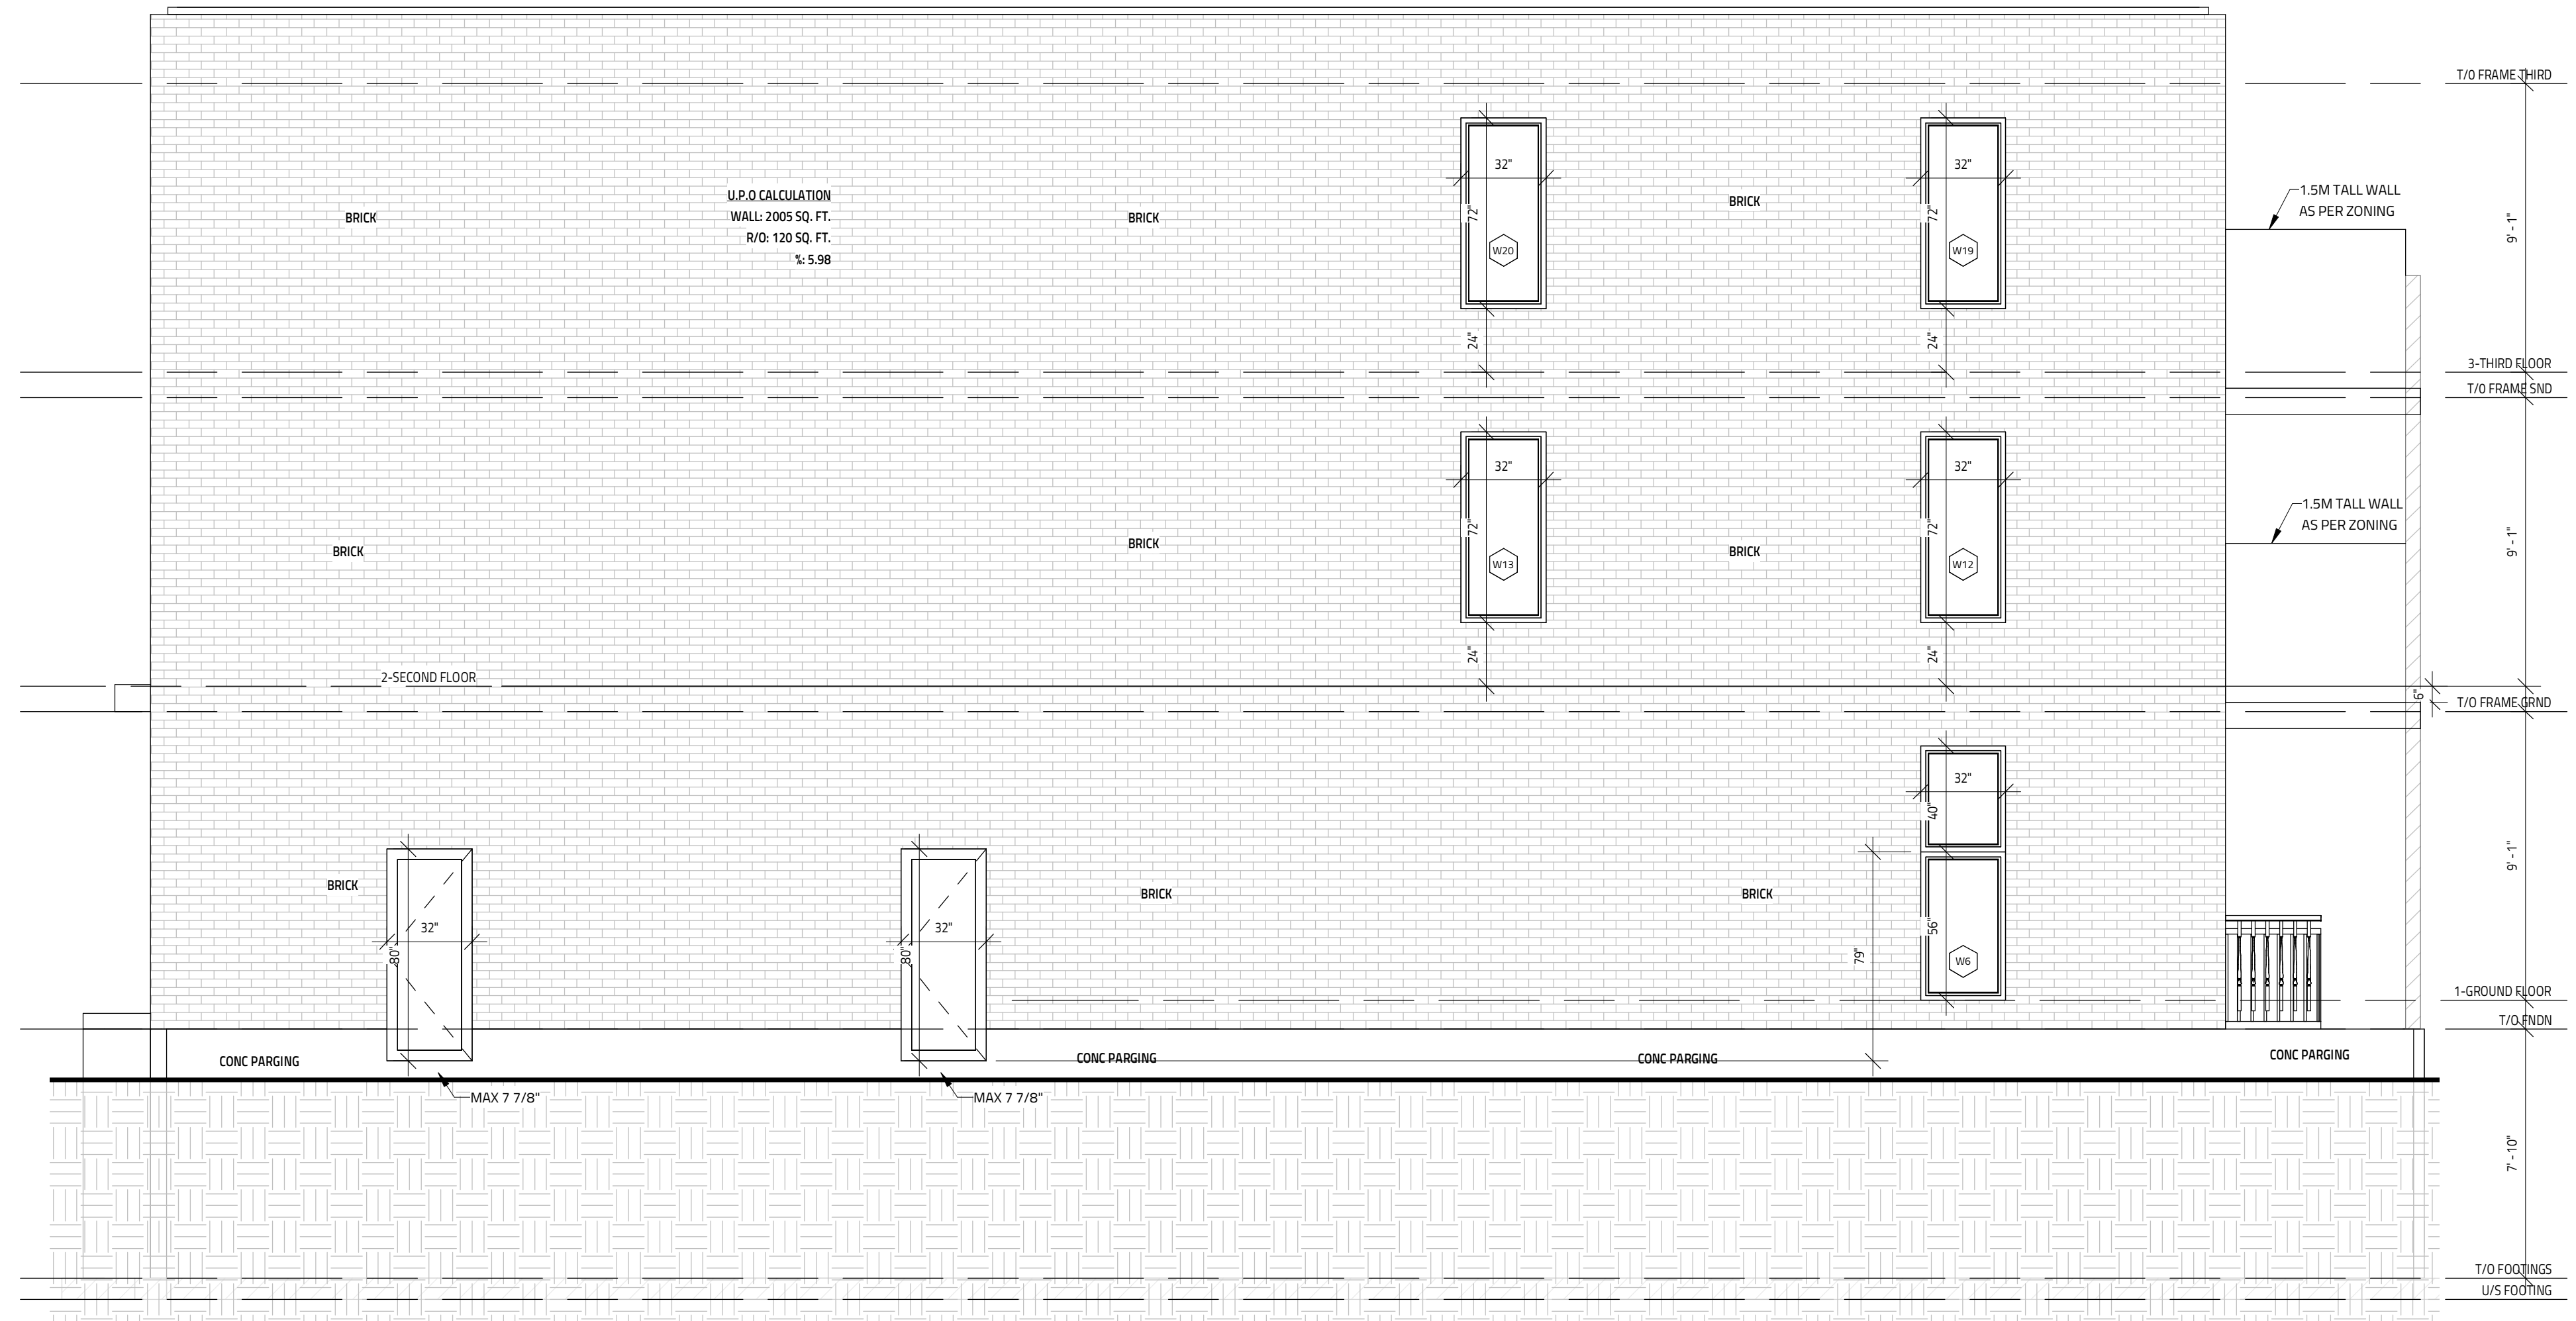 T/O FRAME THIRD
32"
32"
1.5M TALL WALL
AS PER ZONING
U.P.O CALCULATION
WALL: 2005 SQ. FT.
R/O: 120 SQ. FT.
%: 5.98
BRICK
BRICK
BRICK
72"
72"
9' - 1"
W20
W19
24"
24"
3-THIRD FLOOR
T/O FRAME SND
32"
32"
1.5M TALL WALL
AS PER ZONING
72"
72"
9' - 1"
BRICK
BRICK
BRICK
W13
W12
24"
24"
2-SECOND FLOOR
6"
T/O FRAME GRND
32"
40"
9' - 1"
BRICK
BRICK
BRICK
32"
32"
56"
80"
80"
79"
W6
1-GROUND FLOOR
T/O FNDN
CONC PARGING
CONC PARGING
CONC PARGING
CONC PARGING
MAX 7 7/8"
MAX 7 7/8"
7' - 10"
T/O FOOTINGS
U/S FOOTING